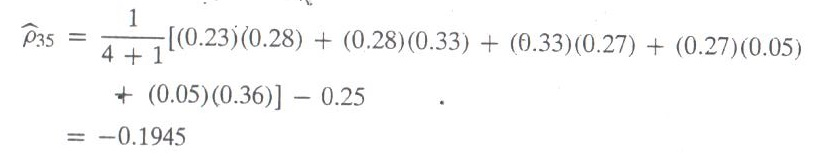 ρ̂35 = 1/(4 + 1) [(0.23)(0.28) + (0.28)(0.33) + (0.33)(0.27) + (0.27)(0.05)
+ (0.05)(0.36)] − 0.25
= −0.1945